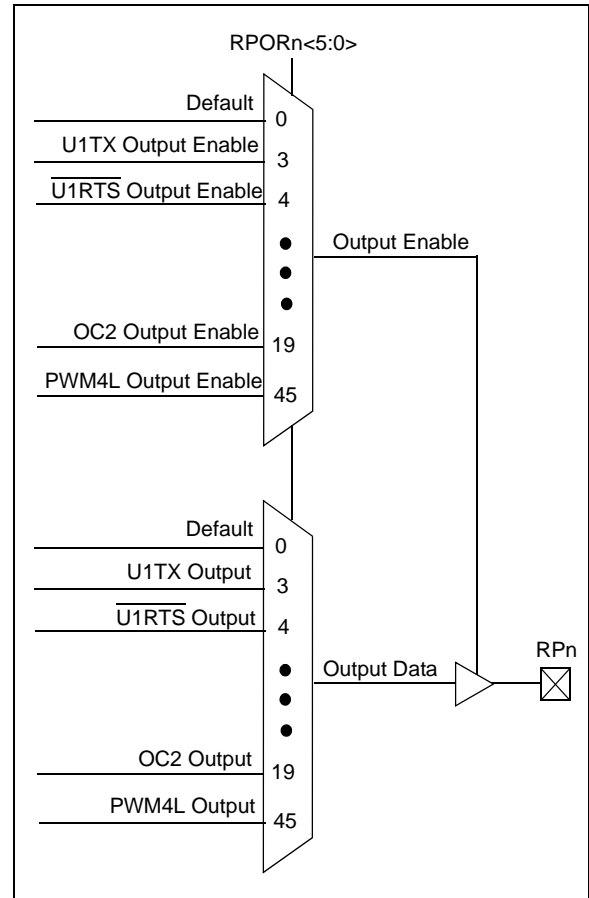 RPORn<5:0>
Default
0
U1TX Output Enable
3
U1RTS Output Enable
4
Output Enable
OC2 Output Enable
19
PWM4L Output Enable
45
Default
0
U1TX Output
3
U1RTS Output
4
RPn
Output Data
OC2 Output
19
PWM4L Output
45